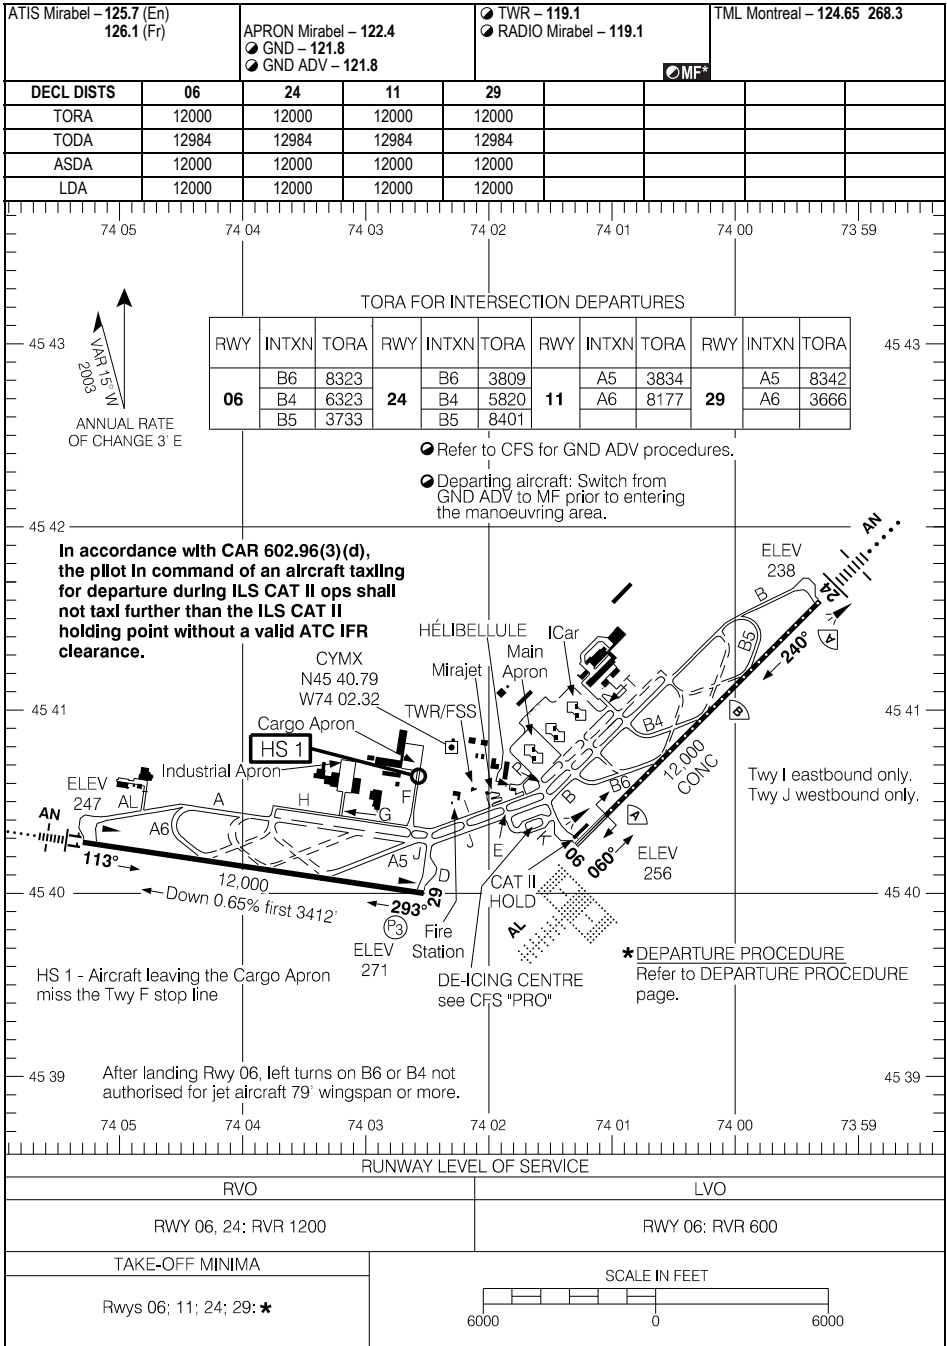 ATIS Mirabel – 125.7 (En)
126.1 (Fr)
APRON Mirabel – 122.4
GND – 121.8
GND ADV – 121.8
TWR – 119.1
RADIO Mirabel – 119.1
MF*
TML Montreal – 124.65 268.3
DECL DISTS 06 24 11 29
TORA 12000 12000 12000 12000
TODA 12984 12984 12984 12984
ASDA 12000 12000 12000 12000
LDA 12000 12000 12000 12000
74 05 74 04 74 03 74 02 74 01 74 00 73 59
TORA FOR INTERSECTION DEPARTURES
RWY INTXN TORA RWY INTXN TORA RWY INTXN TORA RWY INTXN TORA
06 B6 8323 24 B6 3809 11 A5 3834 29 A5 8342
B4 6323 B4 5820 A6 8177 A6 3666
B5 3733 B5 8401
45 43 45 43
VAR 15° W
2003
ANNUAL RATE
OF CHANGE 3' E
Refer to CFS for GND ADV procedures.
Departing aircraft: Switch from
GND ADV to MF prior to entering
the manoeuvring area.
45 42 45 42
In accordance with CAR 602.96(3)(d),
the pilot in command of an aircraft taxiing
for departure during ILS CAT II ops shall
not taxi further than the ILS CAT II
holding point without a valid ATC IFR
clearance.
AN
ELEV
238
24
B
B5
240°
A
HÉLIBELLULE
ICar
Main
Apron
Mirajet
CYMX
N45 40.79
W74 02.32
TWR/FSS
Cargo Apron
HS 1
Industrial Apron
45 41 45 41
B4
B
12,000
CONC
B6
Twy I eastbound only.
Twy J westbound only.
ELEV
247
AL
A
H
G
F
A6
AN
113°
12,000
Down 0.65% first 3412'
A5
J
D
J
E
K
B
A
06
060°
ELEV
256
45 40 45 40
293°
29
P3
ELEV
271
Fire
Station
CAT II
HOLD
AL
DE-ICING CENTRE
see CFS "PRO"
* DEPARTURE PROCEDURE
Refer to DEPARTURE PROCEDURE
page.
HS 1 - Aircraft leaving the Cargo Apron
miss the Twy F stop line
45 39 45 39
After landing Rwy 06, left turns on B6 or B4 not
authorised for jet aircraft 79' wingspan or more.
74 05 74 04 74 03 74 02 74 01 74 00 73 59
RUNWAY LEVEL OF SERVICE
RVO LVO
RWY 06, 24: RVR 1200 RWY 06: RVR 600
TAKE-OFF MINIMA
Rwys 06; 11; 24; 29: *
SCALE IN FEET
6000 0 6000